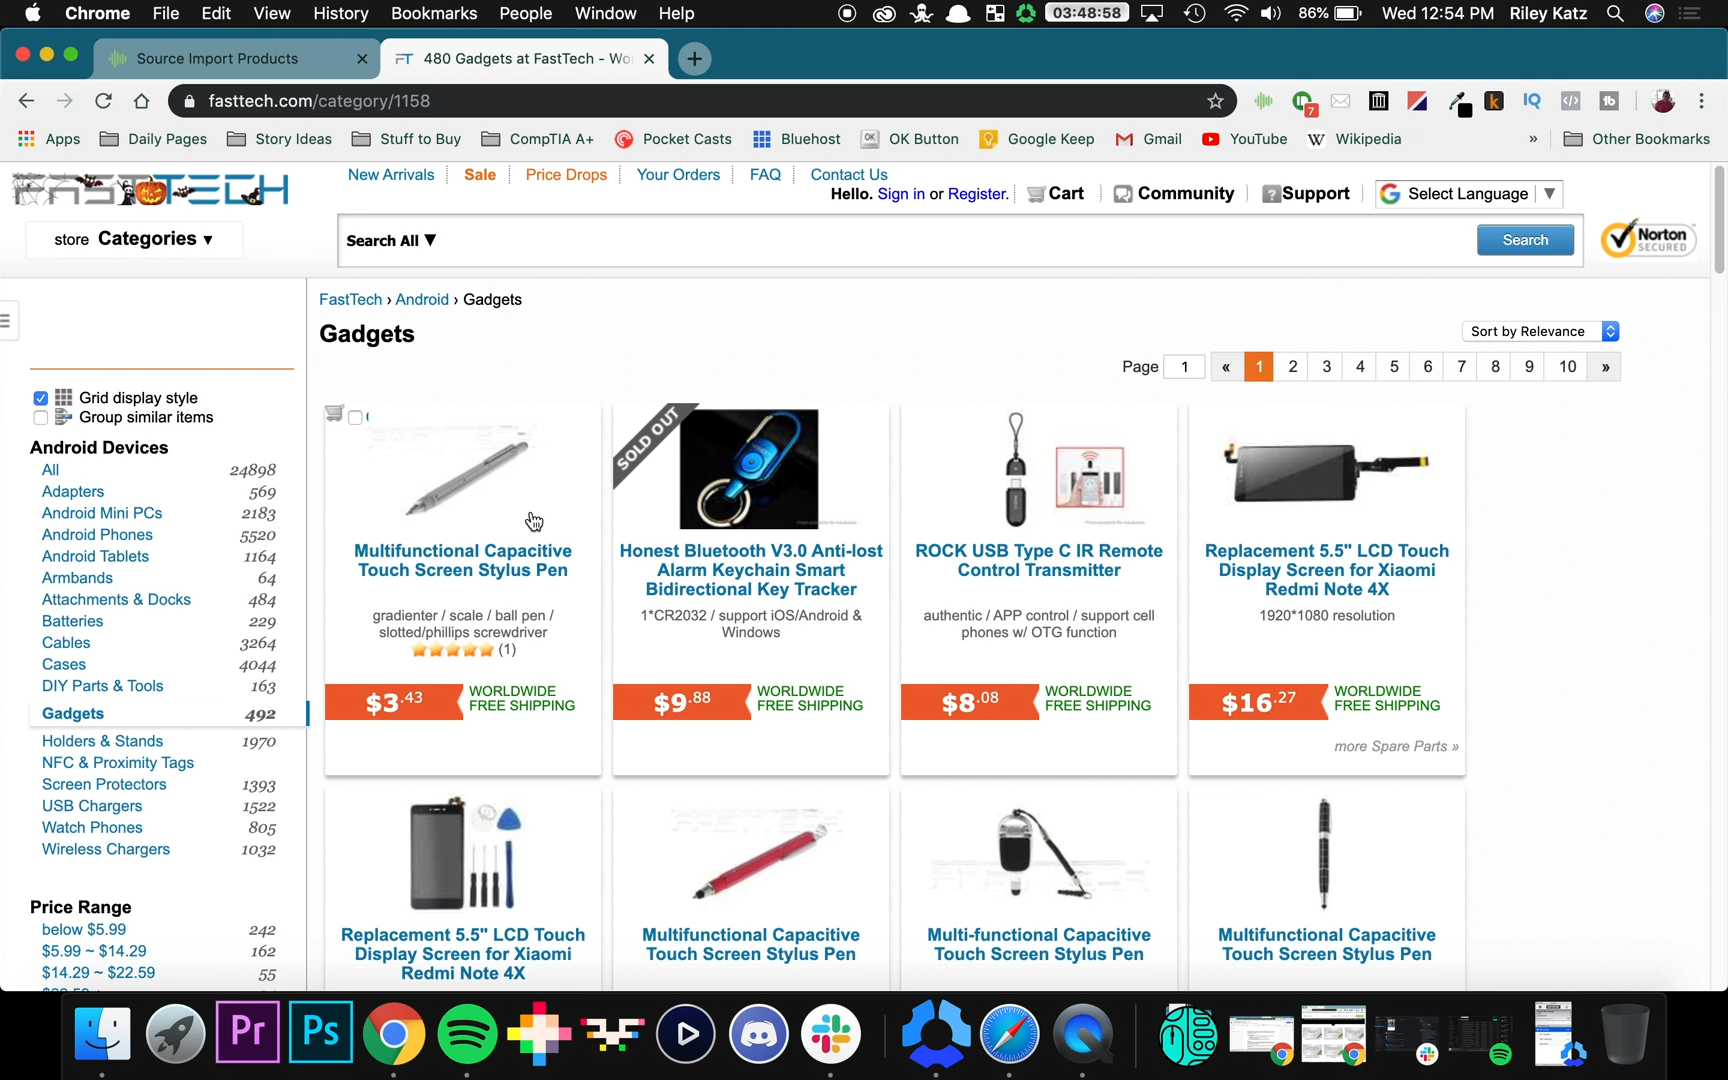 Chrome File Edit View History Bookmarks People Window Help 03:48:58 86% Wed 12:54 PM Riley Katz
Source Import Products 480 Gadgets at FastTech - Wo
fasttech.com/category/1158
Apps Daily Pages Story Ideas Stuff to Buy CompTIA A+ Pocket Casts Bluehost OK Button Google Keep Gmail YouTube Wikipedia » Other Bookmarks
FASTTECH
New Arrivals Sale Price Drops Your Orders FAQ Contact Us
Hello. Sign in or Register. Cart Community Support Select Language ▼
store Categories ▼
Search All ▼ Search
Norton
SECURED
FastTech › Android › Gadgets
Gadgets
Sort by Relevance
Page 1 « 1 2 3 4 5 6 7 8 9 10 »
Grid display style
Group similar items
Android Devices
All 24898
Adapters 569
Android Mini PCs 2183
Android Phones 5520
Android Tablets 1164
Armbands 64
Attachments & Docks 484
Batteries 229
Cables 3264
Cases 4044
DIY Parts & Tools 163
Gadgets 492
Holders & Stands 1970
NFC & Proximity Tags
Screen Protectors 1393
USB Chargers 1522
Watch Phones 805
Wireless Chargers 1032
Price Range
below $5.99 242
$5.99 ~ $14.29 162
$14.29 ~ $22.59 55
Multifunctional Capacitive
Touch Screen Stylus Pen
gradienter / scale / ball pen /
slotted/phillips screwdriver
(1)
$3.43 WORLDWIDE
FREE SHIPPING
SOLD OUT
Honest Bluetooth V3.0 Anti-lost
Alarm Keychain Smart
Bidirectional Key Tracker
1*CR2032 / support iOS/Android &
Windows
$9.88 WORLDWIDE
FREE SHIPPING
ROCK USB Type C IR Remote
Control Transmitter
authentic / APP control / support cell
phones w/ OTG function
$8.08 WORLDWIDE
FREE SHIPPING
Replacement 5.5" LCD Touch
Display Screen for Xiaomi
Redmi Note 4X
1920*1080 resolution
$16.27 WORLDWIDE
FREE SHIPPING
more Spare Parts »
Replacement 5.5" LCD Touch
Display Screen for Xiaomi
Redmi Note 4X
Multifunctional Capacitive
Touch Screen Stylus Pen
Multi-functional Capacitive
Touch Screen Stylus Pen
Multifunctional Capacitive
Touch Screen Stylus Pen
Pr Ps